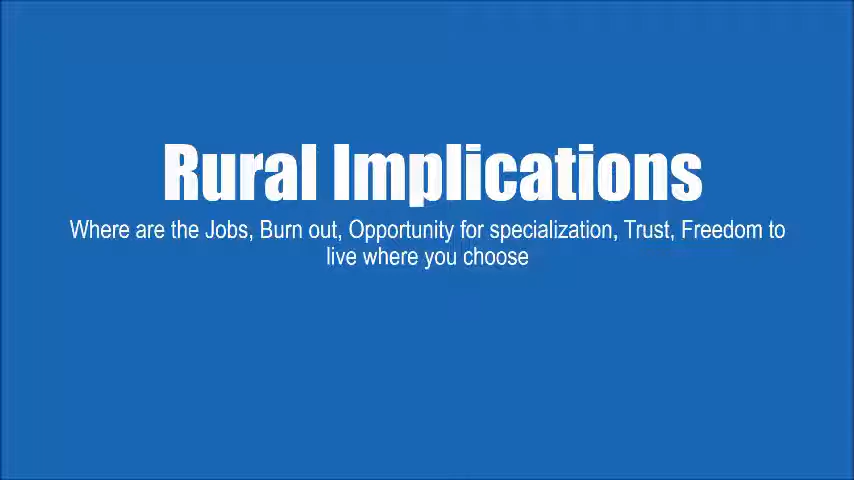 Rural Implications
Where are the Jobs, Burn out, Opportunity for specialization, Trust, Freedom to
live where you choose